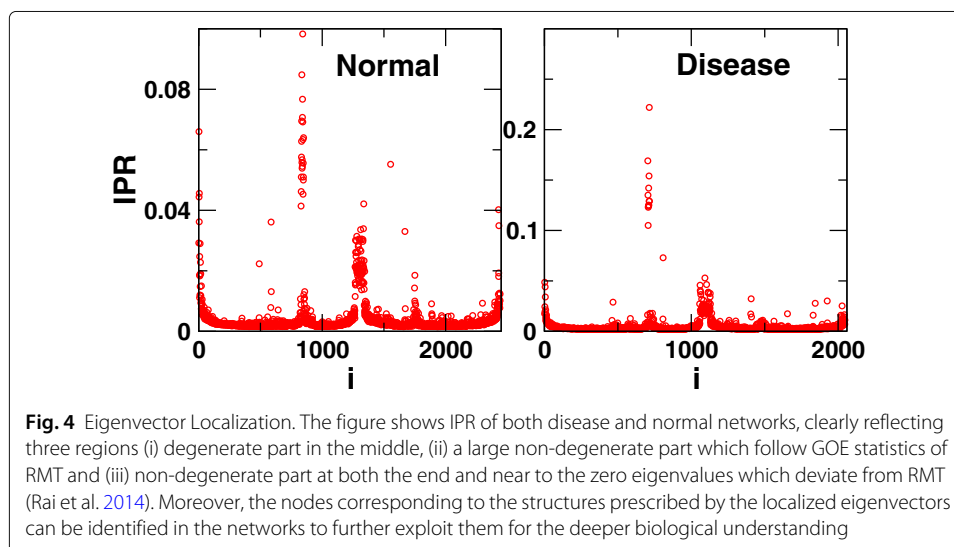 Normal
Disease
IPR
0.08
0.04
0
0.2
0.1
0
0
1000
2000
0
1000
2000
i
i
Fig. 4 Eigenvector Localization. The figure shows IPR of both disease and normal networks, clearly reflecting
three regions (i) degenerate part in the middle, (ii) a large non-degenerate part which follow GOE statistics of
RMT and (iii) non-degenerate part at both the end and near to the zero eigenvalues which deviate from RMT
(Rai et al. 2014). Moreover, the nodes corresponding to the structures prescribed by the localized eigenvectors
can be identified in the networks to further exploit them for the deeper biological understanding